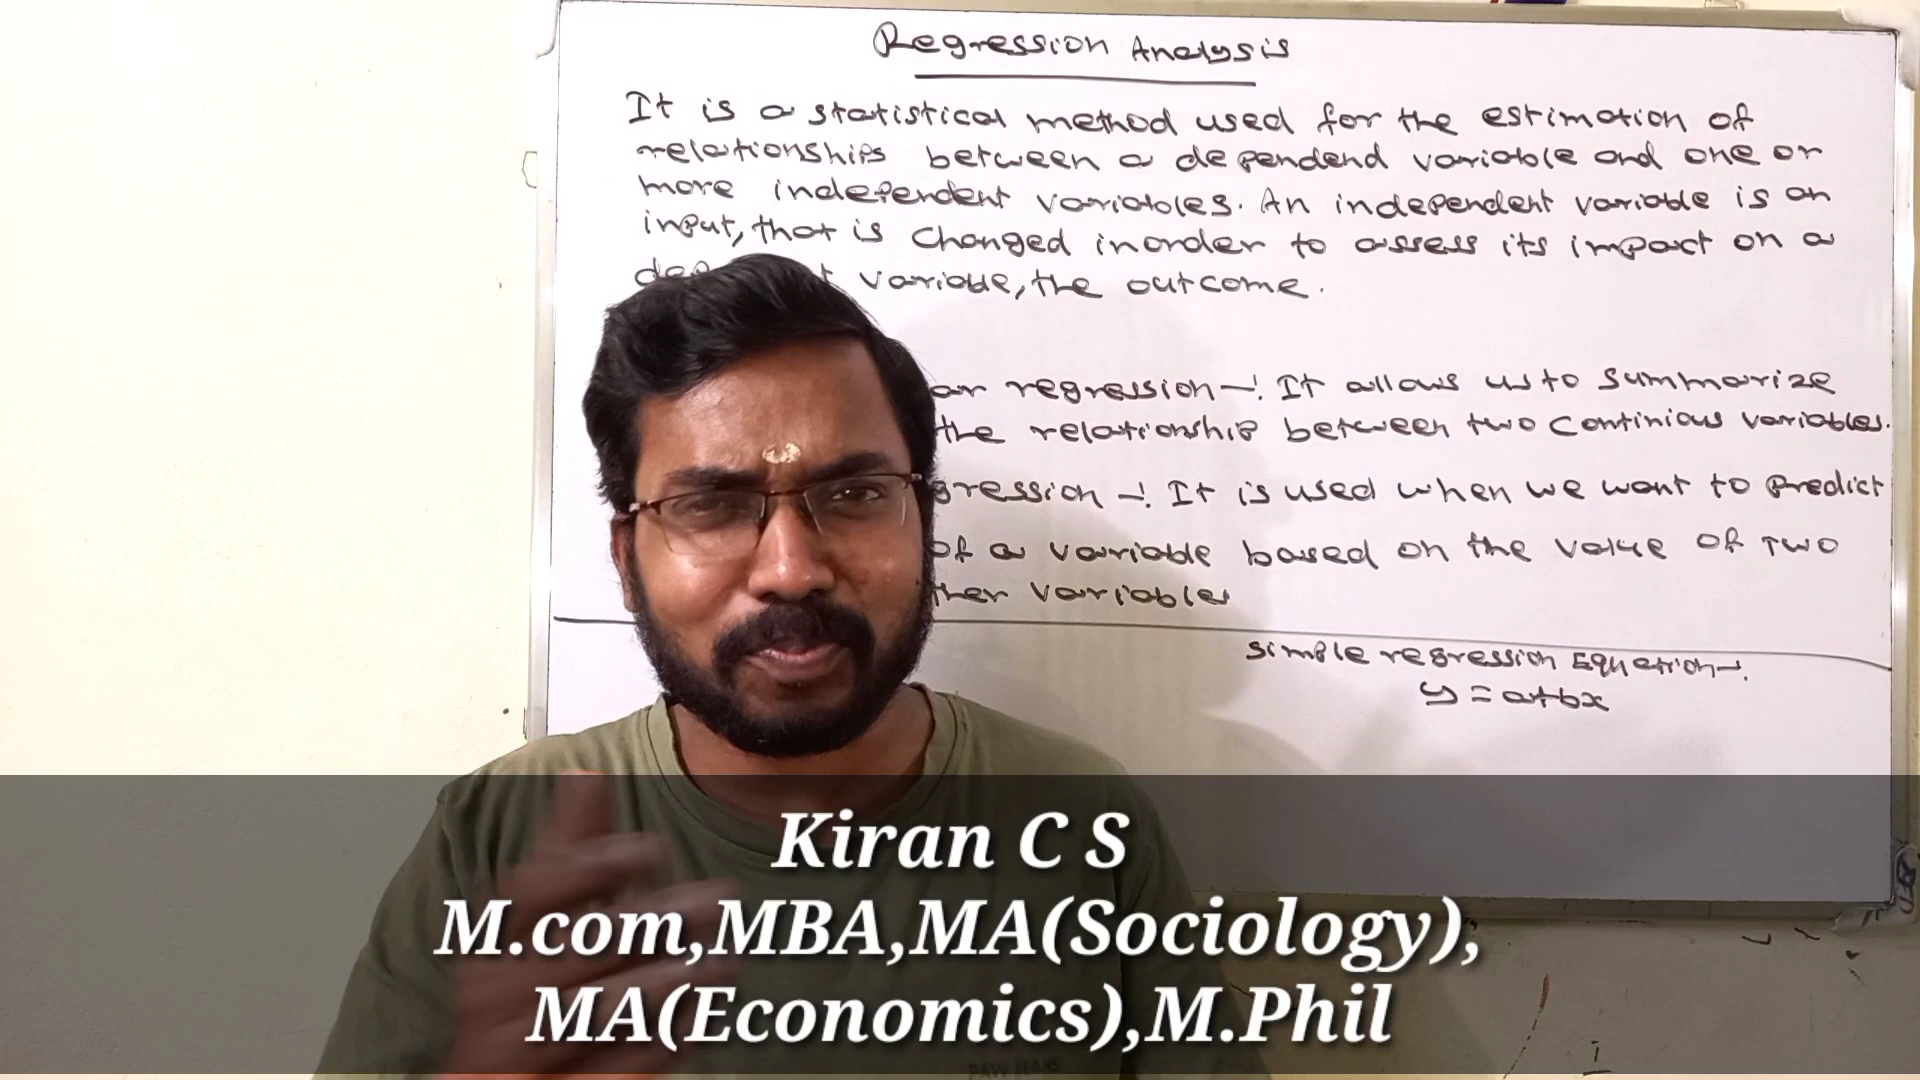 Regression Analysis
It is a statistical method used for the estimation of
relationships between a dependend variable and one or
more independent variables. An independent variable is an
input, that is changed inorder to assess its impact on a
variable, the outcome.
ar regression -: It allows us to summarize
the relationship between two continious variables.
gression -: It is used when we want to predict
of a variable based on the value of two
ther variables
simple regression Equation -:
y = a+bx
Kiran C S
M.com,MBA,MA(Sociology),
MA(Economics),M.Phil